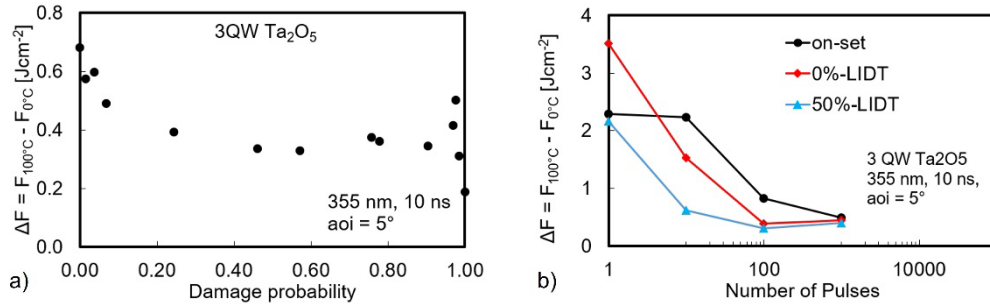 0.8
0.6
0.4
0.2
0.0
0.00
0.20
0.40
0.60
0.80
1.00
ΔF = F₁₀₀°C - F₀°C [Jcm⁻²]
3QW Ta₂O₅
355 nm, 10 ns
aoi = 5°
Damage probability
a)
4
3
2
1
0
1
100
10000
ΔF = F₁₀₀°C - F₀°C [Jcm⁻²]
on-set
0%-LIDT
50%-LIDT
3 QW Ta2O5
355 nm, 10 ns,
aoi = 5°
Number of Pulses
b)